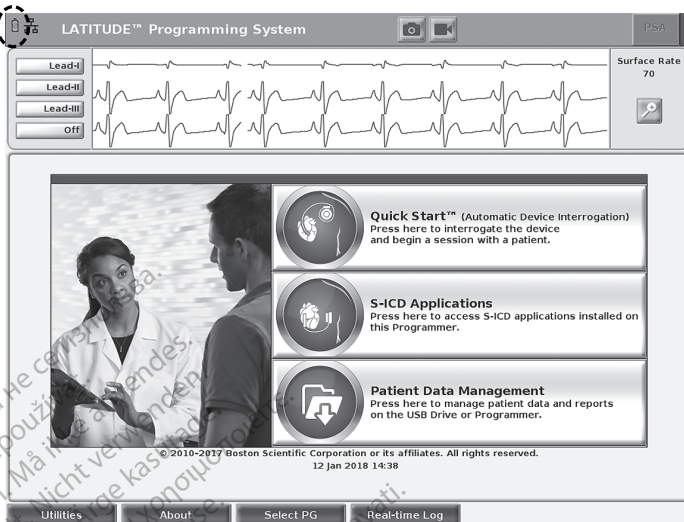 LATITUDE™ Programming System
PSA
Lead-I
Lead-II
Lead-III
Off
Surface Rate
70
Quick Start™ (Automatic Device Interrogation)
Press here to interrogate the device
and begin a session with a patient.
S-ICD Applications
Press here to access S-ICD applications installed on
this Programmer.
Patient Data Management
Press here to manage patient data and reports
on the USB Drive or Programmer.
© 2010-2017 Boston Scientific Corporation or its affiliates. All rights reserved.
12 Jan 2018 14:38
Utilities
About
Select PG
Real-time Log
Må ikke
Nicht verwenden.